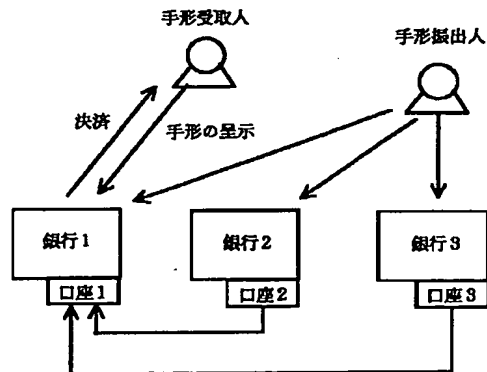 手形受取人
手形振出人
決済
手形の呈示
銀行1
銀行2
銀行3
口座1
口座2
口座3